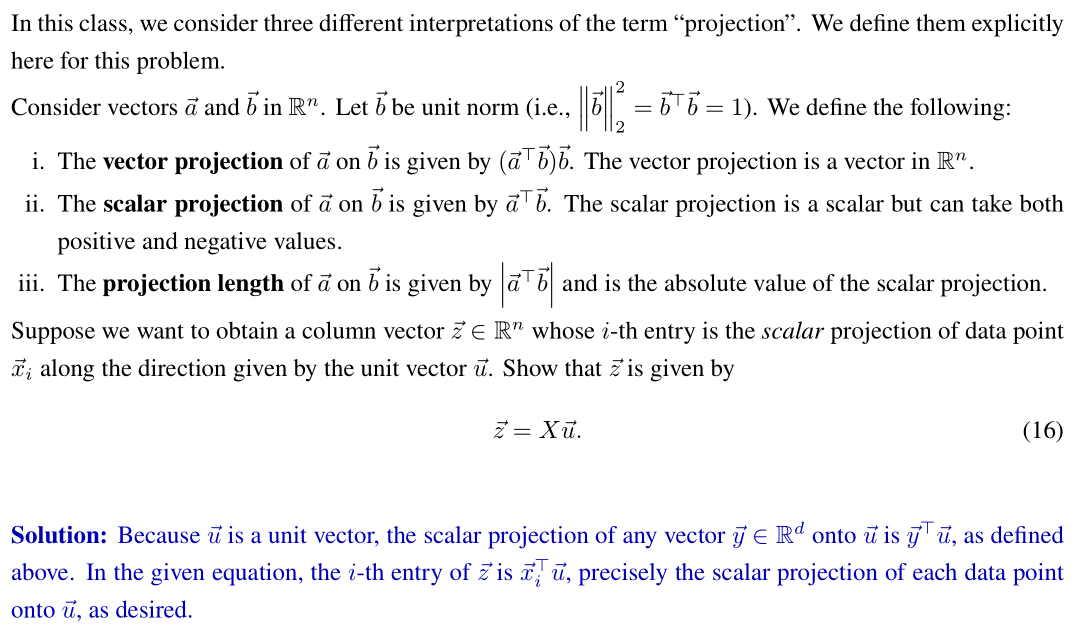 In this class, we consider three different interpretations of the term “projection”. We define them explicitly
here for this problem.
Consider vectors $\vec{a}$ and $\vec{b}$ in $\mathbb{R}^n$. Let $\vec{b}$ be unit norm (i.e., $\left\|\vec{b}\right\|_2^2 = \vec{b}^\top \vec{b} = 1$). We define the following:
i. The vector projection of $\vec{a}$ on $\vec{b}$ is given by $(\vec{a}^\top \vec{b})\vec{b}$. The vector projection is a vector in $\mathbb{R}^n$.
ii. The scalar projection of $\vec{a}$ on $\vec{b}$ is given by $\vec{a}^\top \vec{b}$. The scalar projection is a scalar but can take both
positive and negative values.
iii. The projection length of $\vec{a}$ on $\vec{b}$ is given by $\left|\vec{a}^\top \vec{b}\right|$ and is the absolute value of the scalar projection.
Suppose we want to obtain a column vector $\vec{z} \in \mathbb{R}^n$ whose $i$-th entry is the scalar projection of data point
$\vec{x}_i$ along the direction given by the unit vector $\vec{u}$. Show that $\vec{z}$ is given by
$\vec{z} = X\vec{u}.$ (16)
Solution: Because $\vec{u}$ is a unit vector, the scalar projection of any vector $\vec{y} \in \mathbb{R}^d$ onto $\vec{u}$ is $\vec{y}^\top \vec{u}$, as defined
above. In the given equation, the $i$-th entry of $\vec{z}$ is $\vec{x}_i^\top \vec{u}$, precisely the scalar projection of each data point
onto $\vec{u}$, as desired.